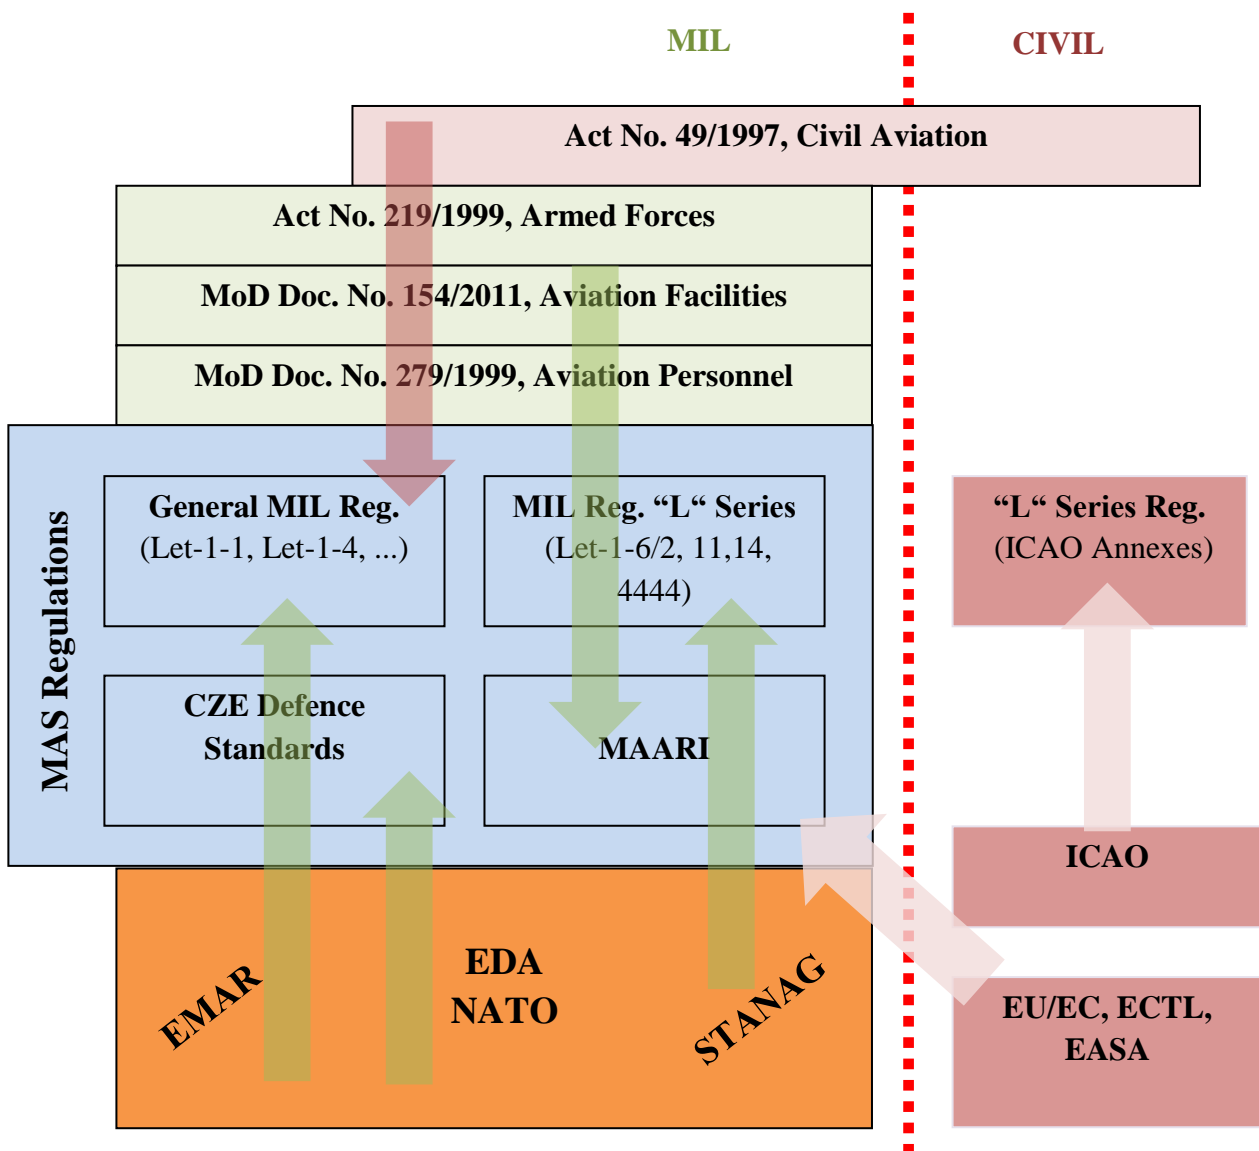 MIL
CIVIL
Act No. 49/1997, Civil Aviation
Act No. 219/1999, Armed Forces
MoD Doc. No. 154/2011, Aviation Facilities
MoD Doc. No. 279/1999, Aviation Personnel
MAS Regulations
General MIL Reg.
(Let-1-1, Let-1-4, ...)
MIL Reg. “L“ Series
(Let-1-6/2, 11,14,
4444)
“L“ Series Reg.
(ICAO Annexes)
CZE Defence
Standards
MAARI
ICAO
EMAR
EDA
NATO
STANAG
EU/EC, ECTL,
EASA